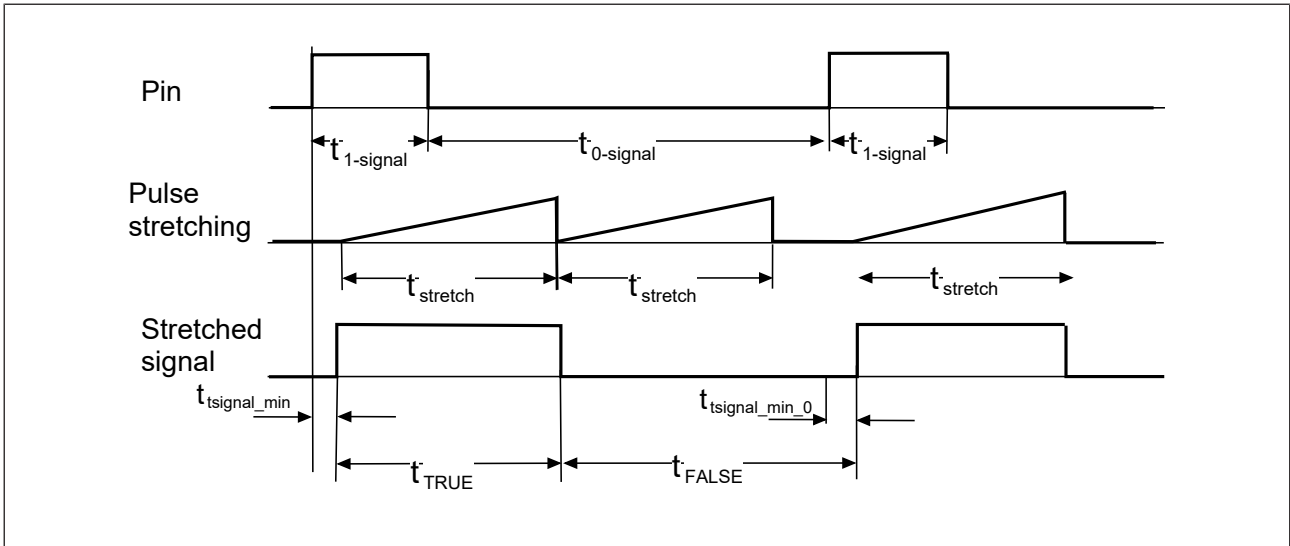 Pin
t1-signal
t0-signal
t1-signal
Pulse
stretching
tstretch
tstretch
tstretch
Stretched
signal
ttsignal_min
ttsignal_min_0
tTRUE
tFALSE